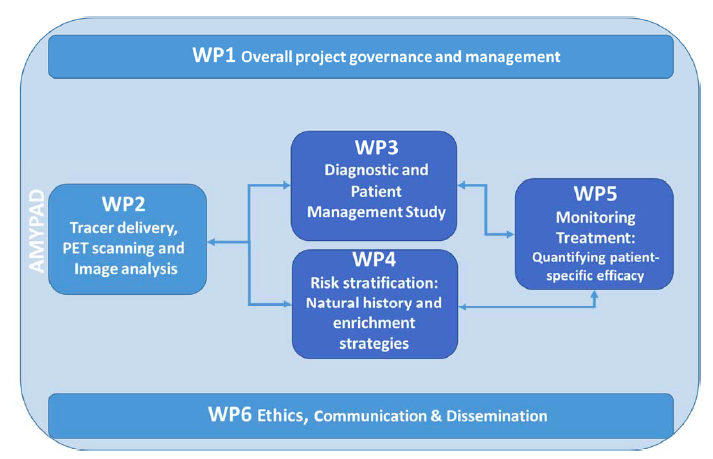 WP1 Overall project governance and management
AMYPAD
WP2
Tracer delivery,
PET scanning and
Image analysis
WP3
Diagnostic and
Patient
Management Study
WP4
Risk stratification:
Natural history and
enrichment
strategies
WP5
Monitoring
Treatment:
Quantifying patient-
specific efficacy
WP6 Ethics, Communication & Dissemination